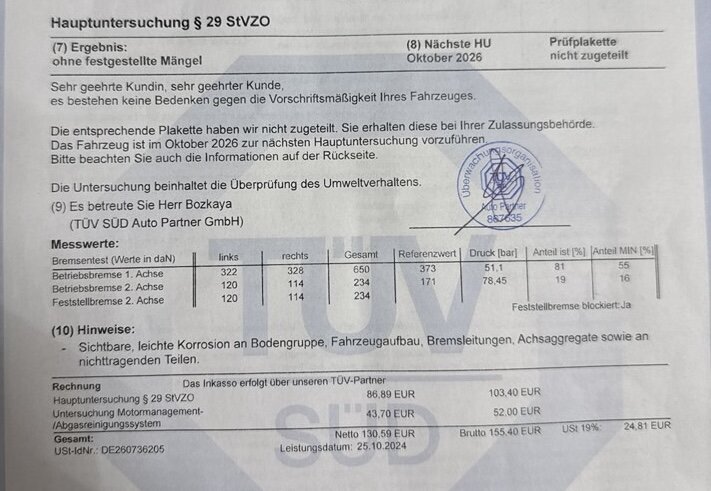 Hauptuntersuchung § 29 StVZO
(7) Ergebnis: (8) Nächste HU Prüfplakette
ohne festgestellte Mängel Oktober 2026 nicht zugeteilt
Sehr geehrte Kundin, sehr geehrter Kunde,
es bestehen keine Bedenken gegen die Vorschriftsmäßigkeit Ihres Fahrzeuges.
Die entsprechende Plakette haben wir nicht zugeteilt. Sie erhalten diese bei Ihrer Zulassungsbehörde.
Das Fahrzeug ist im Oktober 2026 zur nächsten Hauptuntersuchung vorzuführen.
Bitte beachten Sie auch die Informationen auf der Rückseite.
Die Untersuchung beinhaltet die Überprüfung des Umweltverhaltens.
(9) Es betreute Sie Herr Bozkaya
(TÜV SÜD Auto Partner GmbH)
Überwachungsorganisation
TÜV
Auto Partner
887635
Messwerte:
Bremsentest (Werte in daN) links rechts Gesamt Referenzwert Druck [bar] Anteil ist [%] Anteil MIN [%]
Betriebsbremse 1. Achse 322 328 650 373 51,1 81 55
Betriebsbremse 2. Achse 120 114 234 171 78,45 19 16
Feststellbremse 2. Achse 120 114 234
Feststellbremse blockiert: Ja
(10) Hinweise:
- Sichtbare, leichte Korrosion an Bodengruppe, Fahrzeugaufbau, Bremsleitungen, Achsaggregate sowie an
nichttragenden Teilen.
Rechnung Das Inkasso erfolgt über unseren TÜV-Partner
Hauptuntersuchung § 29 StVZO 86,89 EUR 103,40 EUR
Untersuchung Motormanagement- 43,70 EUR 52,00 EUR
/Abgasreinigungssystem
Gesamt: Netto 130,59 EUR Brutto 155,40 EUR USt 19%: 24,81 EUR
USt-IdNr.: DE260736205 Leistungsdatum: 25.10.2024
TÜV
SÜD